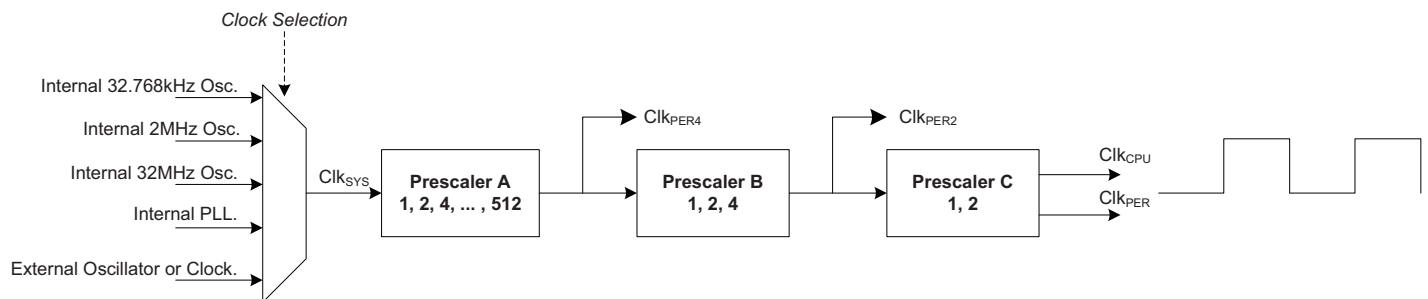 Clock Selection
Internal 32.768kHz Osc.
Internal 2MHz Osc.
Internal 32MHz Osc.
Internal PLL.
External Oscillator or Clock.
ClkSYS
Prescaler A
1, 2, 4, ... , 512
ClkPER4
Prescaler B
1, 2, 4
ClkPER2
Prescaler C
1, 2
ClkCPU
ClkPER